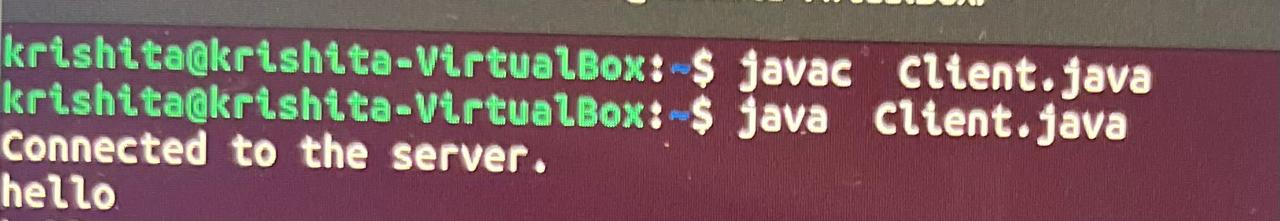 krishita@krishita-VirtualBox:~$ javac  Client.java
krishita@krishita-VirtualBox:~$ java  Client.java
Connected to the server.
hello